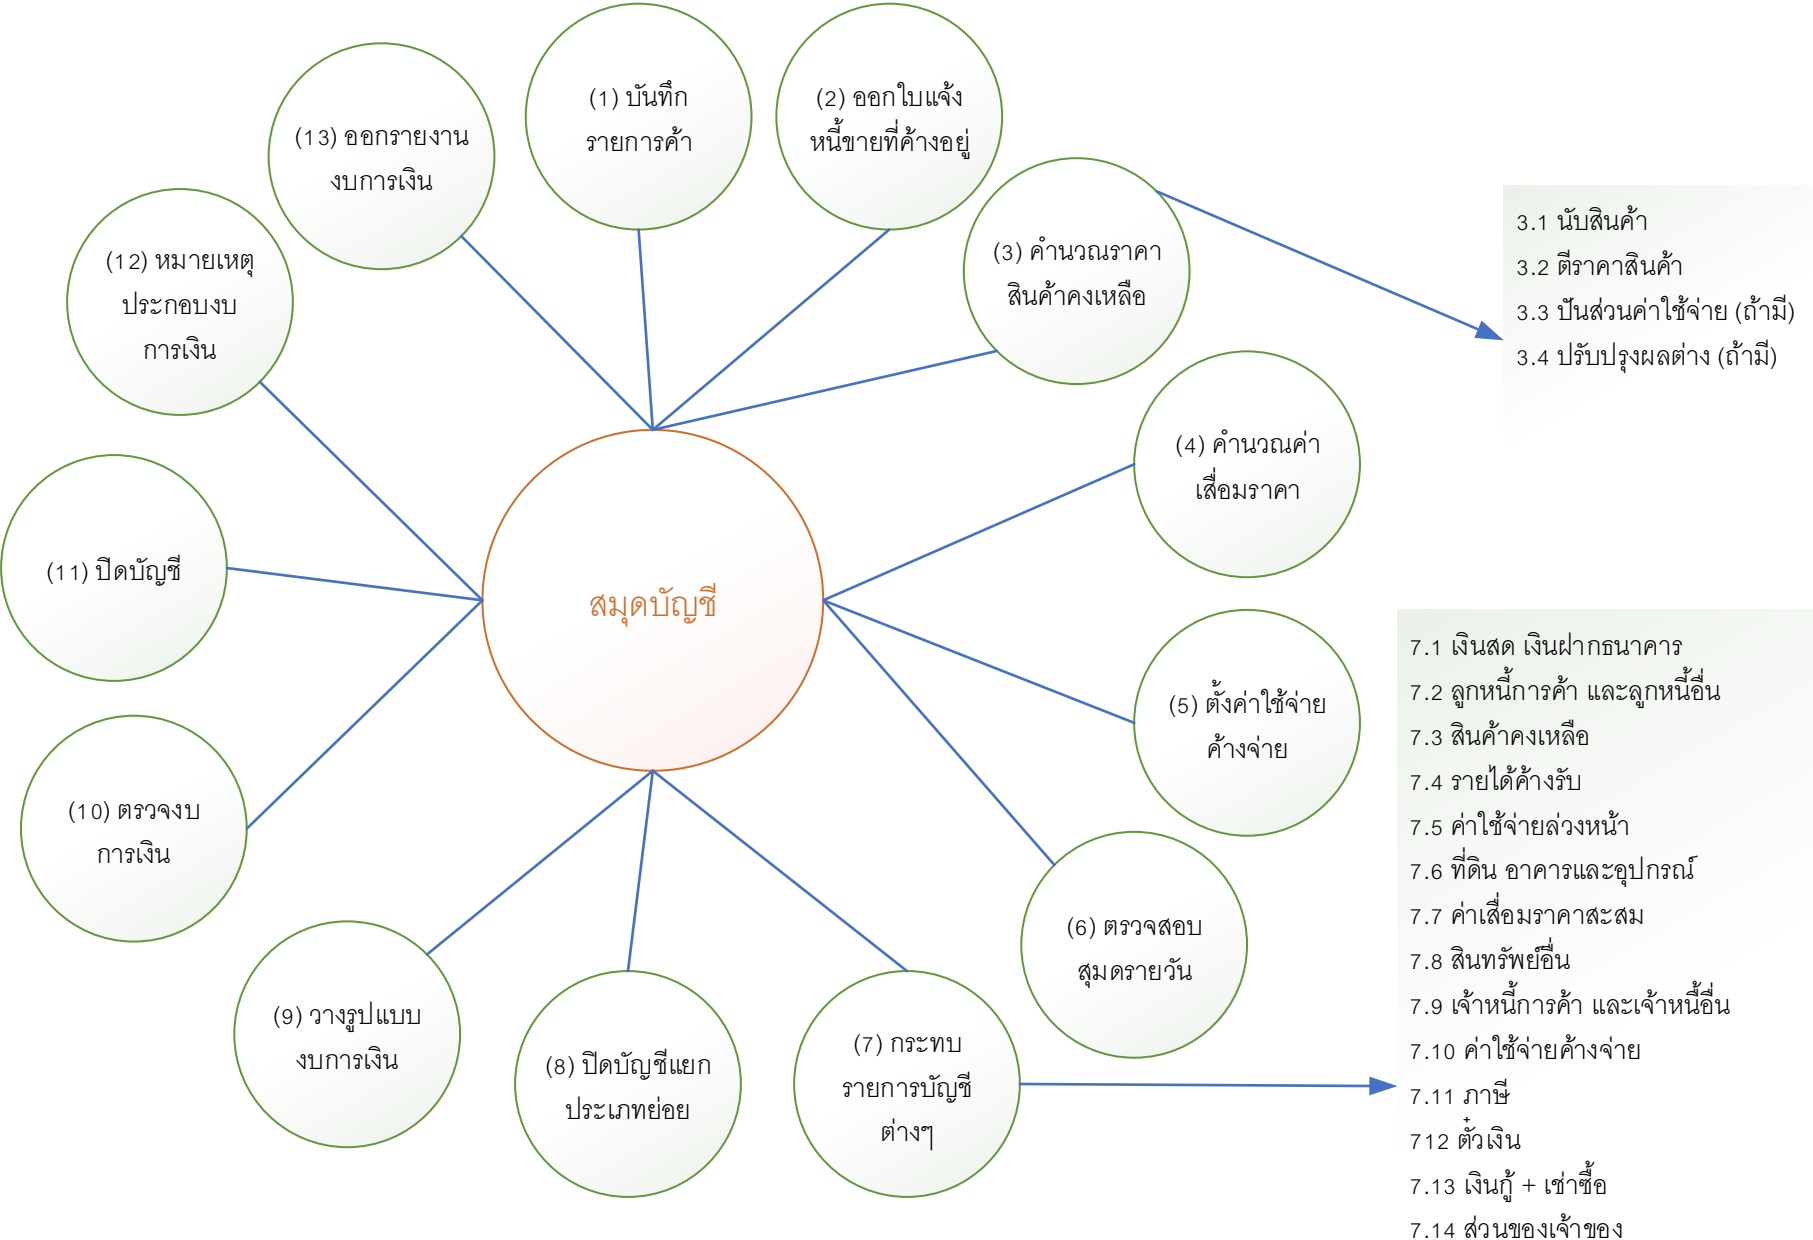 (1) บันทึก
รายการค้า
(2) ออกใบแจ้ง
หนี้ขายที่ค้างอยู่
(3) คำนวณราคา
สินค้าคงเหลือ
3.1 นับสินค้า
3.2 ตีราคาสินค้า
3.3 ปันส่วนค่าใช้จ่าย (ถ้ามี)
3.4 ปรับปรุงผลต่าง (ถ้ามี)
(4) คำนวณค่า
เสื่อมราคา
(5) ตั้งค่าใช้จ่าย
ค้างจ่าย
(6) ตรวจสอบ
สุมดรายวัน
(7) กระทบ
รายการบัญชี
ต่างๆ
7.1 เงินสด เงินฝากธนาคาร
7.2 ลูกหนี้การค้า และลูกหนี้อื่น
7.3 สินค้าคงเหลือ
7.4 รายได้ค้างรับ
7.5 ค่าใช้จ่ายล่วงหน้า
7.6 ที่ดิน อาคารและอุปกรณ์
7.7 ค่าเสื่อมราคาสะสม
7.8 สินทรัพย์อื่น
7.9 เจ้าหนี้การค้า และเจ้าหนี้อื่น
7.10 ค่าใช้จ่ายค้างจ่าย
7.11 ภาษี
712 ตั๋วเงิน
7.13 เงินกู้ + เช่าซื้อ
7.14 ส่วนของเจ้าของ
(8) ปิดบัญชีแยก
ประเภทย่อย
(9) วางรูปแบบ
งบการเงิน
(10) ตรวจงบ
การเงิน
(11) ปิดบัญชี
(12) หมายเหตุ
ประกอบงบ
การเงิน
(13) ออกรายงาน
งบการเงิน
สมุดบัญชี